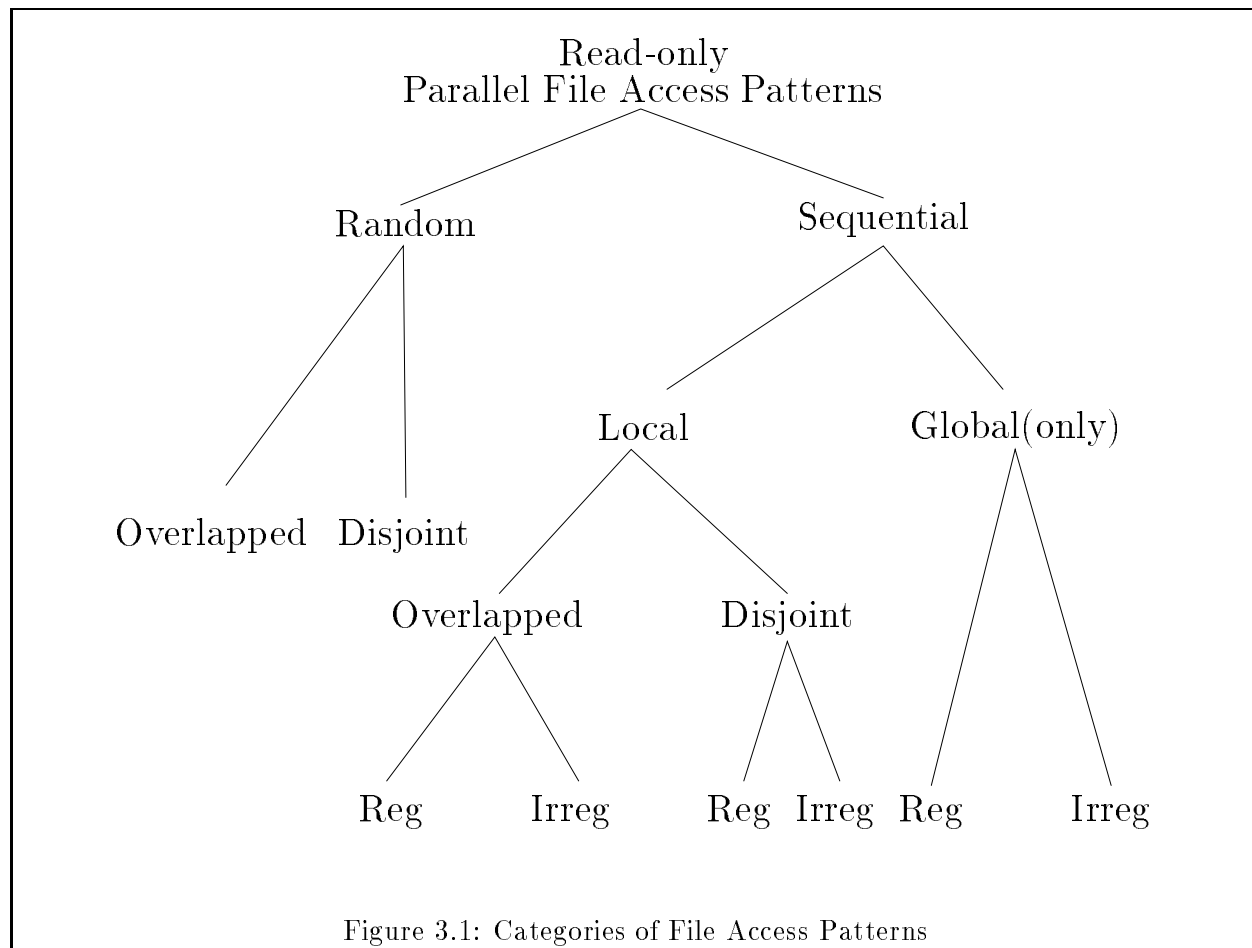 Read-only
Parallel File Access Patterns
Random
Sequential
Local
Global(only)
Overlapped Disjoint
Overlapped
Disjoint
Reg
Irreg
Reg
Irreg
Reg
Irreg
Figure 3.1: Categories of File Access Patterns